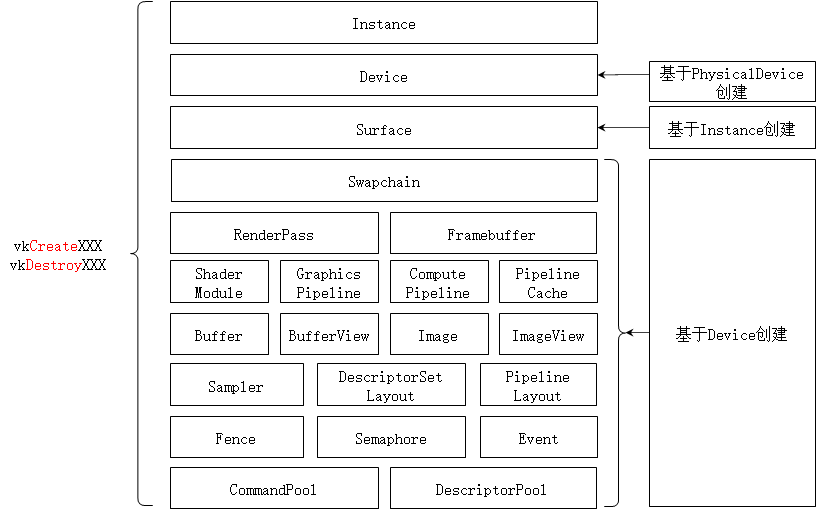 Instance
Device
基于PhysicalDevice
创建
Surface
基于Instance创建
Swapchain
RenderPass
Framebuffer
vkCreateXXX
vkDestroyXXX
Shader
Module
Graphics
Pipeline
Compute
Pipeline
Pipeline
Cache
Buffer
BufferView
Image
ImageView
基于Device创建
Sampler
DescriptorSet
Layout
Pipeline
Layout
Fence
Semaphore
Event
CommandPool
DescriptorPool